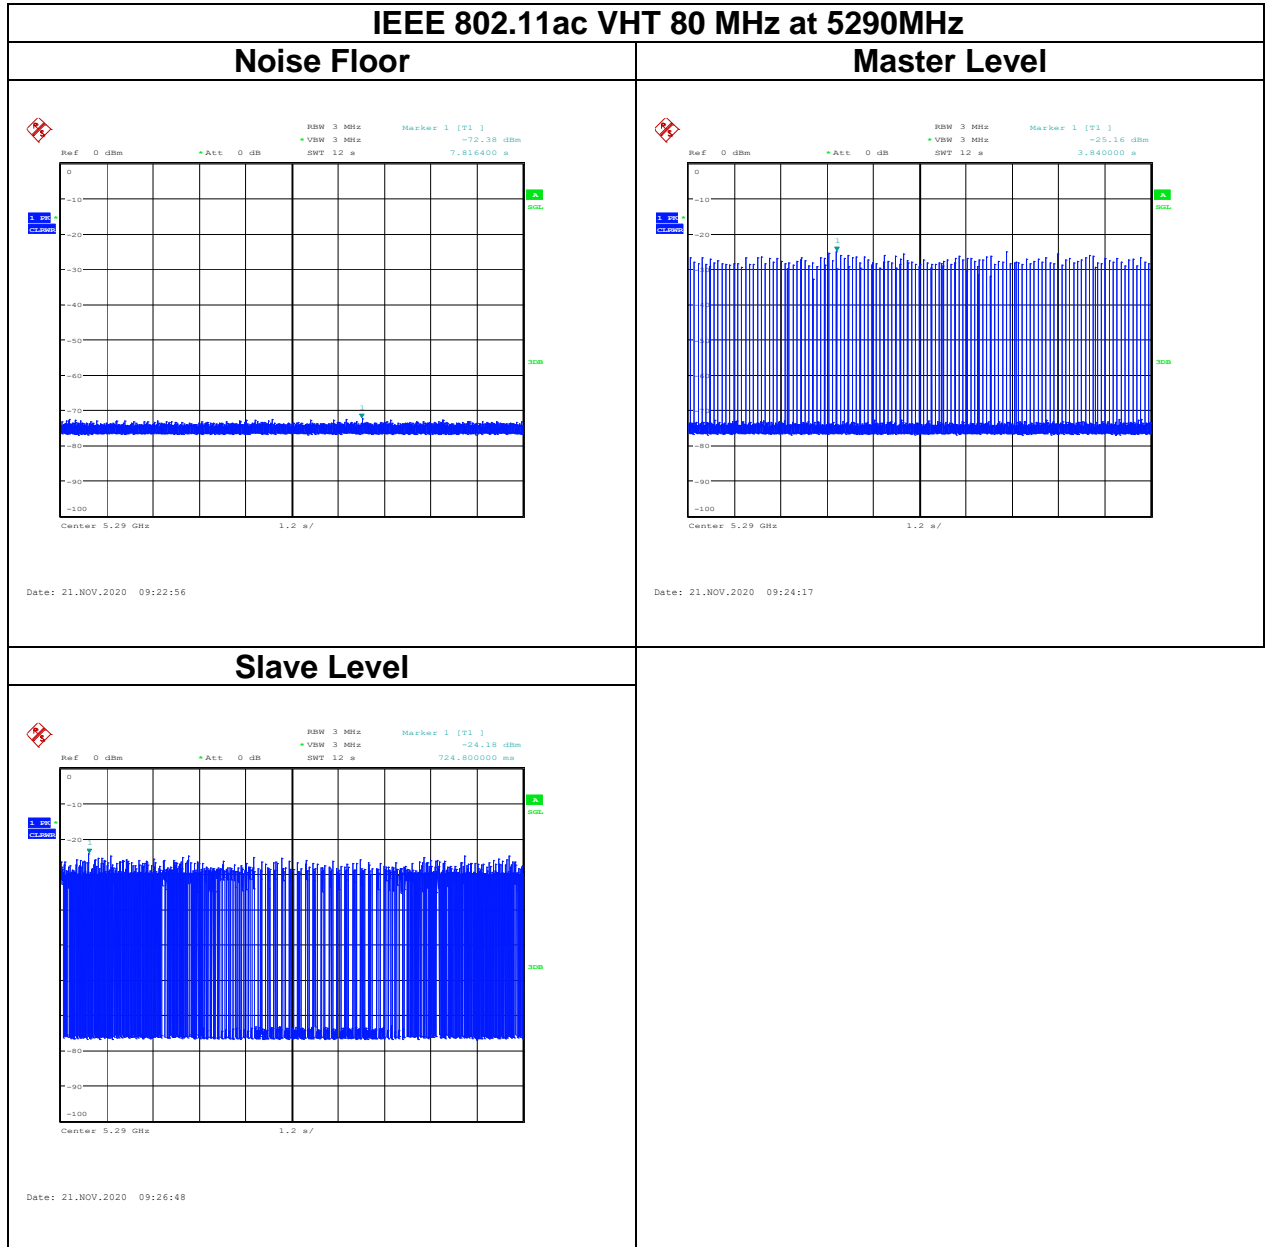 IEEE 802.11ac VHT 80 MHz at 5290MHz
Noise Floor
Master Level
R S
RBW 3 MHz Marker 1 [T1 ]
* VBW 3 MHz -72.38 dBm
Ref 0 dBm * Att 0 dB SWT 12 s 7.816400 s
0
A
-10
SGL
1 PK *
CLRWR
-20
-30
-40
-50
3DB
-60
-70
1
-80
-90
-100
Center 5.29 GHz 1.2 s/
Date: 21.NOV.2020 09:22:56
R S
RBW 3 MHz Marker 1 [T1 ]
* VBW 3 MHz -25.16 dBm
Ref 0 dBm * Att 0 dB SWT 12 s 3.840000 s
0
A
-10
SGL
1 PK *
CLRWR
-20
1
-30
-40
-50
3DB
-60
-70
-80
-90
-100
Center 5.29 GHz 1.2 s/
Date: 21.NOV.2020 09:24:17
Slave Level
R S
RBW 3 MHz Marker 1 [T1 ]
* VBW 3 MHz -24.18 dBm
Ref 0 dBm * Att 0 dB SWT 12 s 724.800000 ms
0
A
-10
SGL
1 PK *
CLRWR
-20
1
3DB
-80
-90
-100
Center 5.29 GHz 1.2 s/
Date: 21.NOV.2020 09:26:48